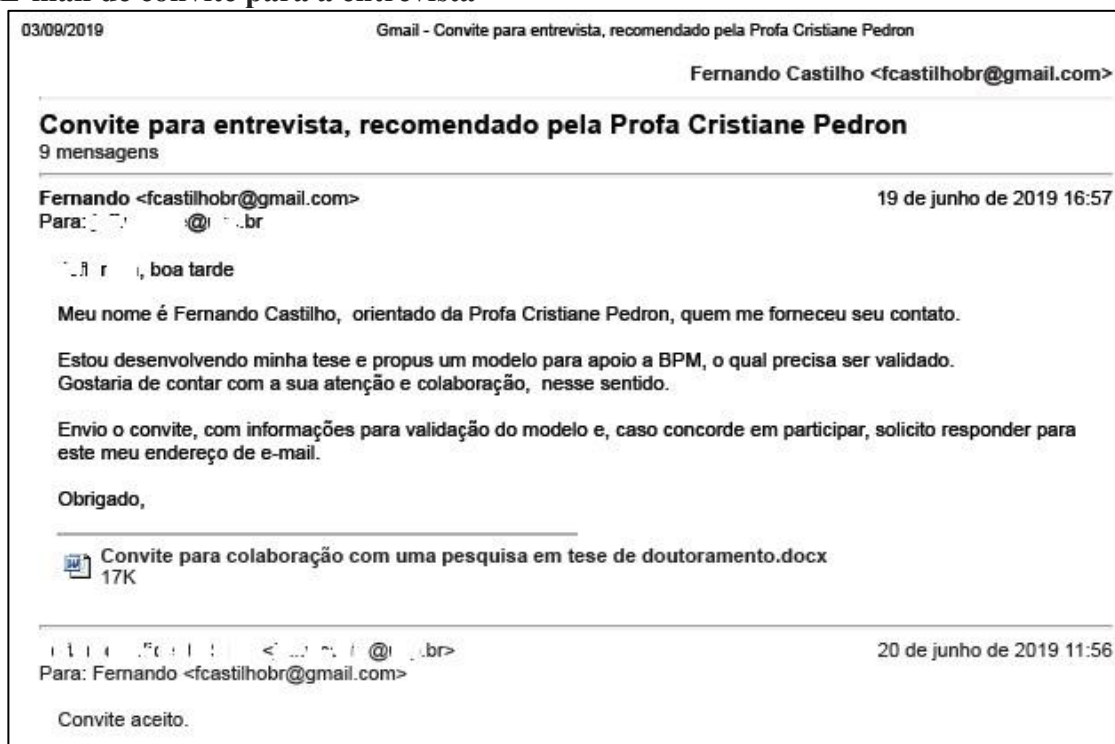 E-mail de convite para a entrevista
03/09/2019 Gmail - Convite para entrevista, recomendado pela Profa Cristiane Pedron
Fernando Castilho <fcastilhobr@gmail.com>
Convite para entrevista, recomendado pela Profa Cristiane Pedron
9 mensagens
Fernando <fcastilhobr@gmail.com> 19 de junho de 2019 16:57
Para: @ .br
, boa tarde
Meu nome é Fernando Castilho, orientado da Profa Cristiane Pedron, quem me forneceu seu contato.
Estou desenvolvendo minha tese e propus um modelo para apoio a BPM, o qual precisa ser validado.
Gostaria de contar com a sua atenção e colaboração, nesse sentido.
Envio o convite, com informações para validação do modelo e, caso concorde em participar, solicito responder para
este meu endereço de e-mail.
Obrigado,
Convite para colaboração com uma pesquisa em tese de doutoramento.docx
17K
< @ .br> 20 de junho de 2019 11:56
Para: Fernando <fcastilhobr@gmail.com>
Convite aceito.